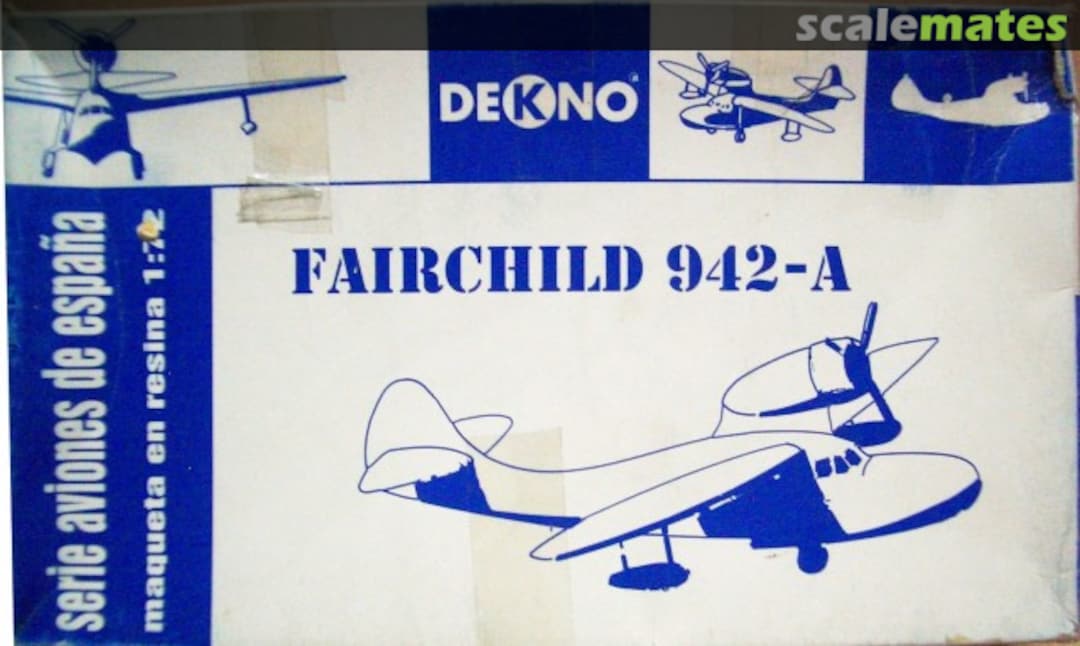 scalemates
DEKNO
serie aviones de españa
maqueta en resina 1:72
FAIRCHILD 942-A